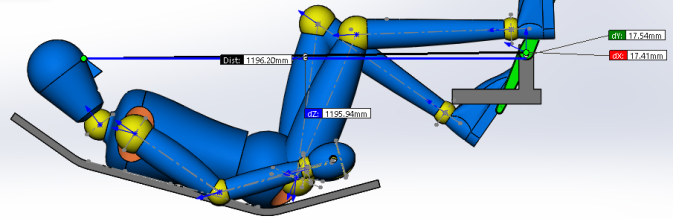 dY: 17.54mm
Dist: 1196.20mm
dX: 17.41mm
dZ: 1195.94mm